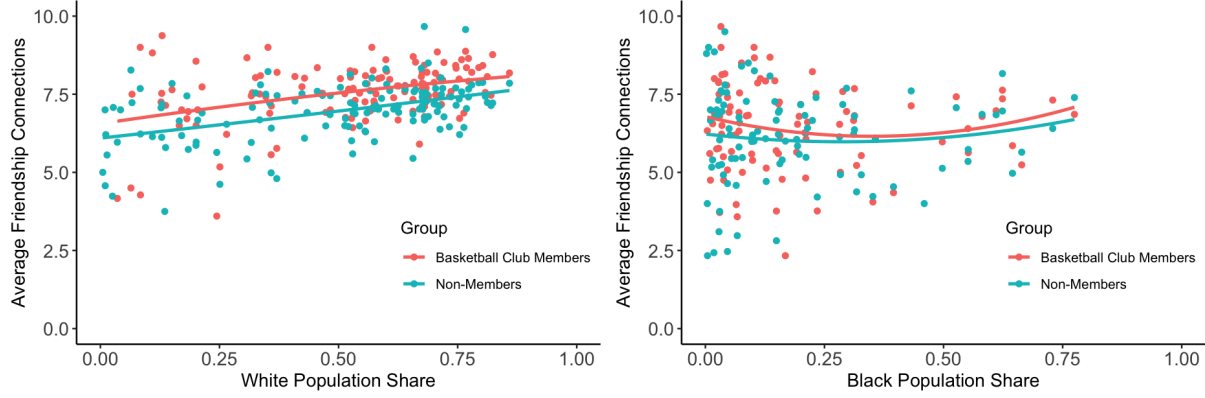 Average Friendship Connections
10.0
7.5
5.0
2.5
0.0
Group
Basketball Club Members
Non-Members
0.00 0.25 0.50 0.75 1.00
White Population Share
Average Friendship Connections
10.0
7.5
5.0
2.5
0.0
Group
Basketball Club Members
Non-Members
0.00 0.25 0.50 0.75 1.00
Black Population Share